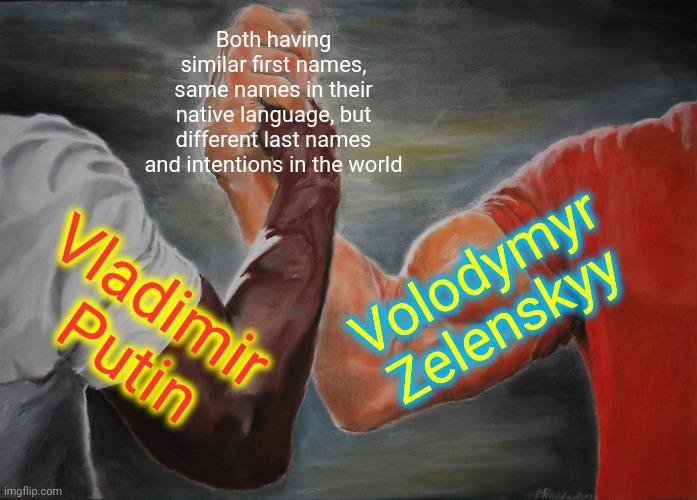 Both having
similar first names,
same names in their
native language, but
different last names
and intentions in the world
Vladimir
Putin
Volodymyr
Zelenskyy
imgflip.com